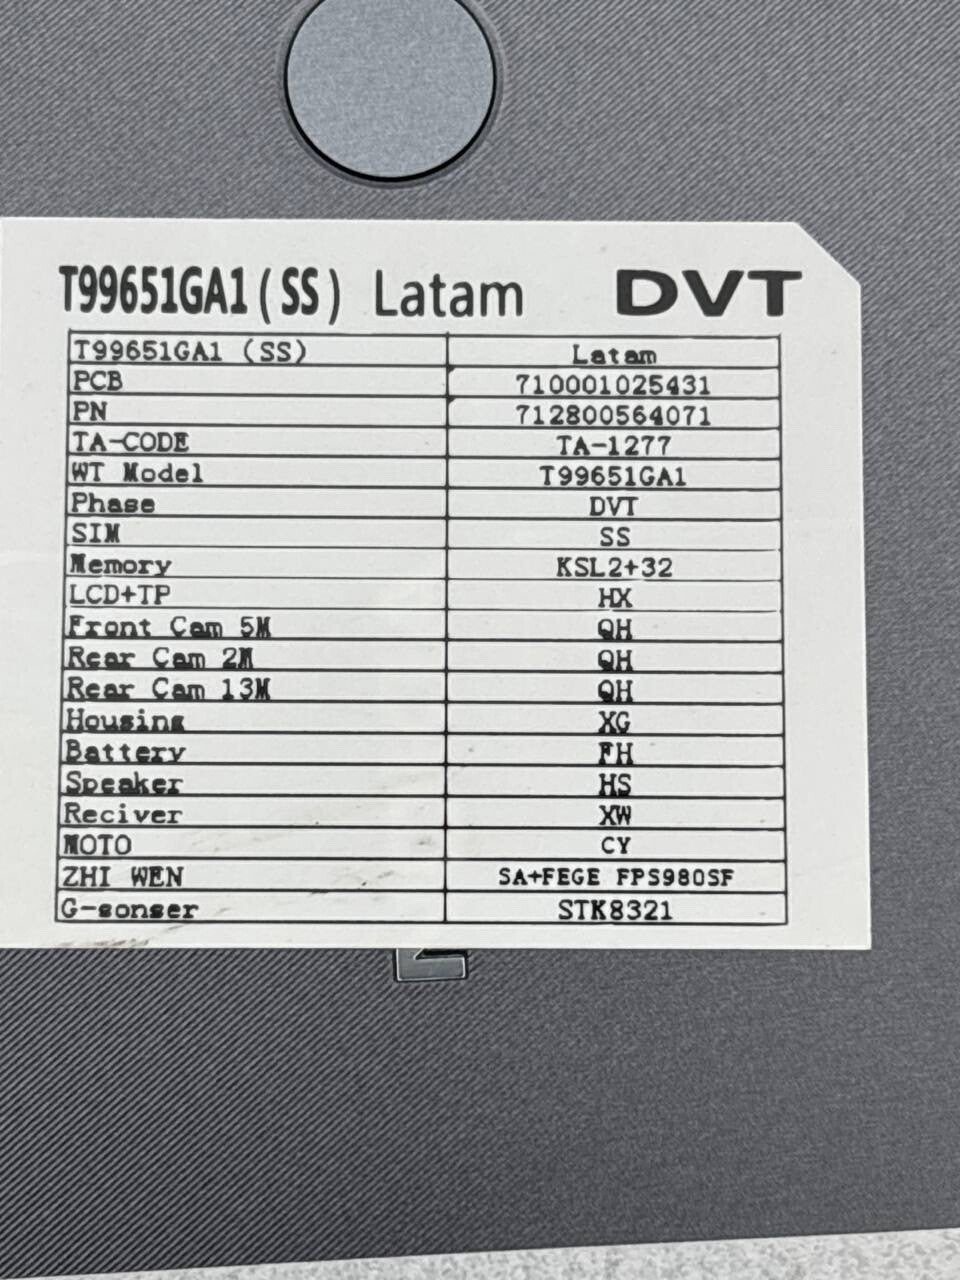 T99651GA1(SS) Latam DVT
T99651GA1 (SS) Latam
PCB 710001025431
PN 712800564071
TA-CODE TA-1277
WT Model T99651GA1
Phase DVT
SIM SS
Memory KSL2+32
LCD+TP HX
Front Cam 5M QH
Rear Cam 2M QH
Rear Cam 13M QH
Housing XG
Battery FH
Speaker HS
Reciver XW
MOTO CY
ZHI WEN SA+FEGE FPS980SF
G-sonser STK8321